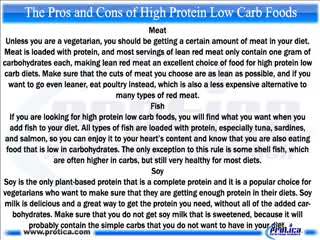 The Pros and Cons of High Protein Low Carb Foods
Meat
Unless you are a vegetarian, you should be getting a certain amount of meat in your diet.
Meat is loaded with protein, and most servings of lean red meat only contain one gram of
carbohydrates each, making lean red meat an excellent choice of food for high protein low
carb diets. Make sure that the cuts of meat you choose are as lean as possible, and if you
want to go even leaner, eat poultry instead, which is also a less expensive alternative to
many types of red meat.
Fish
If you are looking for high protein low carb foods, you will find what you want when you
add fish to your diet. All types of fish are loaded with protein, especially tuna, sardines,
and salmon, so you can enjoy it to your heart's content and know that you are also eating
food that is low in carbohydrates. The only exception to this rule is some shell fish, which
are often higher in carbs, but still very healthy for most diets.
Soy
Soy is the only plant-based protein that is a complete protein and it is a popular choice for
vegetarians who want to make sure that they are getting enough protein in their diets. Soy
milk is delicious and a great way to get the protein you need, without all of the added car-
bohydrates. Make sure that you do not get soy milk that is sweetened, because it will
probably contain the simple carbs that you do not want in your diet.
www.protica.com
PROTICA